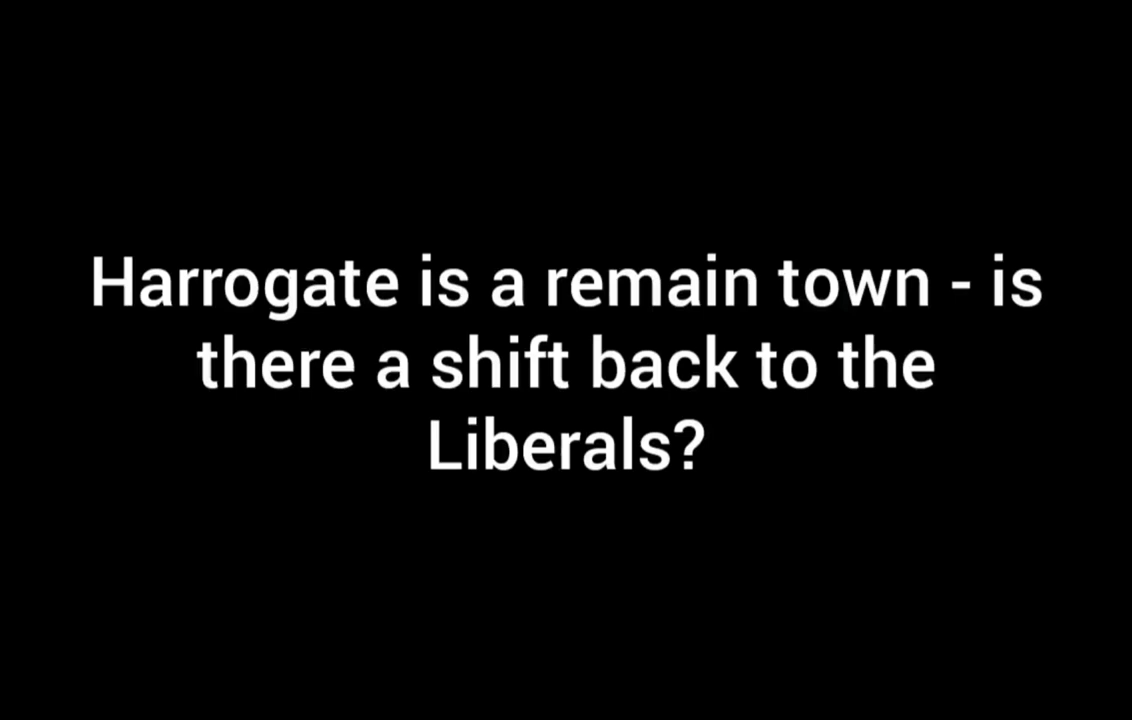 Harrogate is a remain town - is
there a shift back to the
Liberals?